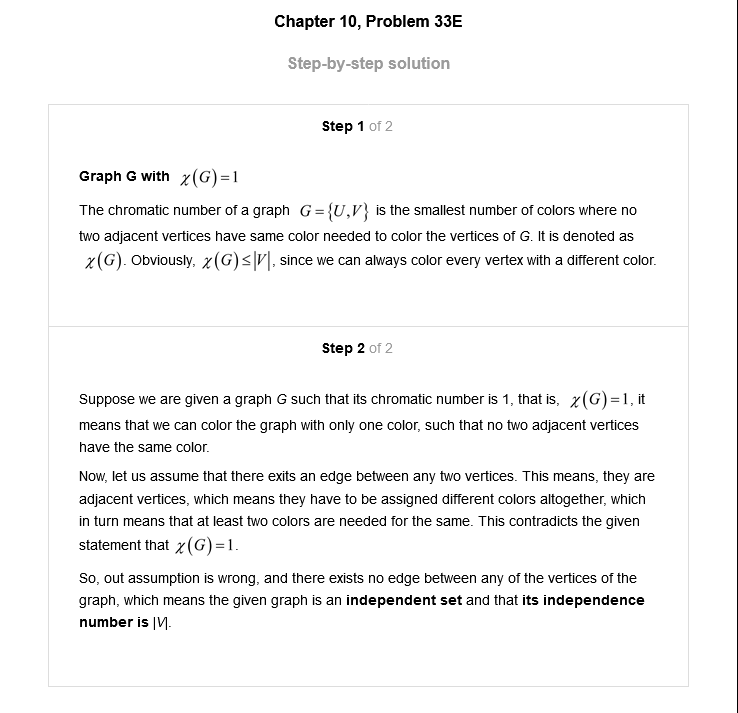 Chapter 10, Problem 33E
Step-by-step solution
Step 1 of 2
Graph G with χ(G)=1
The chromatic number of a graph G={U,V} is the smallest number of colors where no
two adjacent vertices have same color needed to color the vertices of G. It is denoted as
χ(G). Obviously, χ(G)≤|V|, since we can always color every vertex with a different color.
Step 2 of 2
Suppose we are given a graph G such that its chromatic number is 1, that is, χ(G)=1, it
means that we can color the graph with only one color, such that no two adjacent vertices
have the same color.
Now, let us assume that there exits an edge between any two vertices. This means, they are
adjacent vertices, which means they have to be assigned different colors altogether, which
in turn means that at least two colors are needed for the same. This contradicts the given
statement that χ(G)=1.
So, out assumption is wrong, and there exists no edge between any of the vertices of the
graph, which means the given graph is an independent set and that its independence
number is |V|.